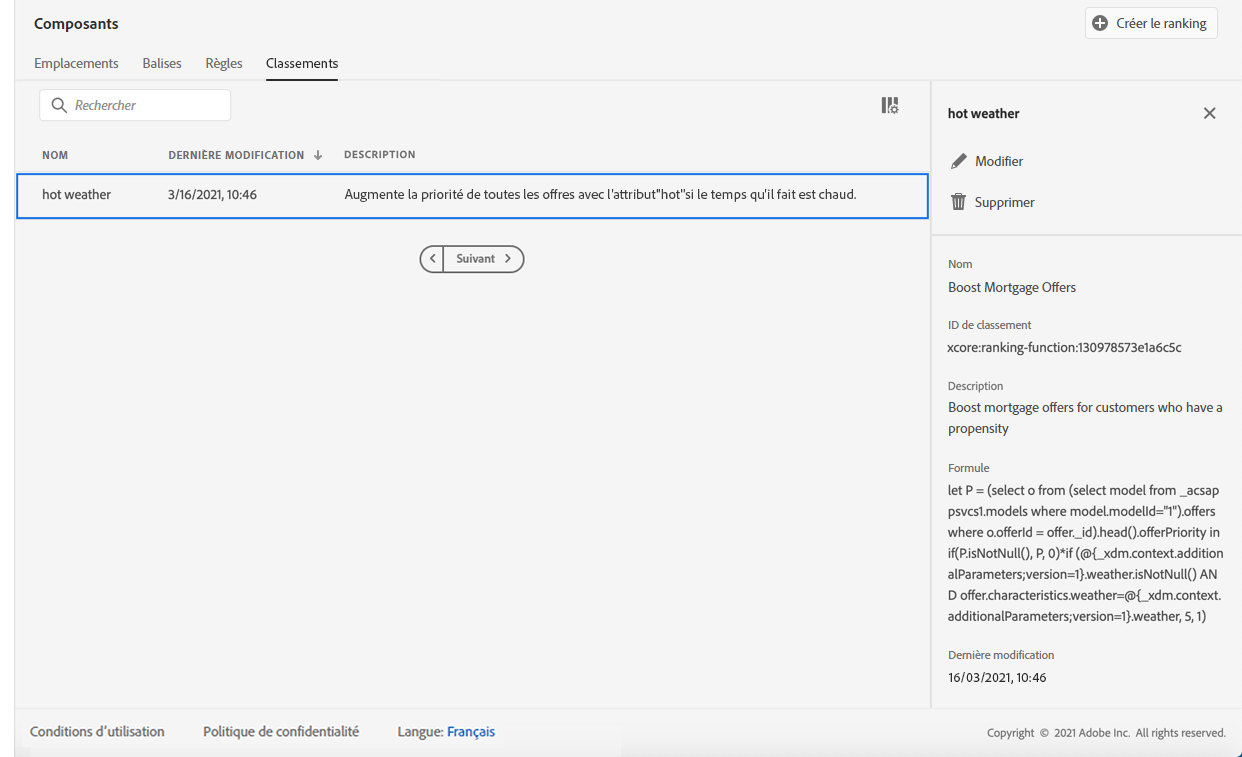 Composants
Créer le ranking
Emplacements Balises Règles Classements
Rechercher
NOM DERNIÈRE MODIFICATION DESCRIPTION
hot weather 3/16/2021, 10:46 Augmente la priorité de toutes les offres avec l'attribut"hot"si le temps qu'il fait est chaud.
Suivant
hot weather
Modifier
Supprimer
Nom
Boost Mortgage Offers
ID de classement
xcore:ranking-function:130978573e1a6c5c
Description
Boost mortgage offers for customers who have a
propensity
Formule
let P = (select o from (select model from _acsap
psvcs1.models where model.modelId="1").offers
where o.offerId = offer._id).head().offerPriority in
if(P.isNotNull(), P, 0)*if (@{_xdm.context.addition
alParameters;version=1}.weather.isNotNull() AN
D offer.characteristics.weather=@{_xdm.context.
additionalParameters;version=1}.weather, 5, 1)
Dernière modification
16/03/2021, 10:46
Conditions d'utilisation Politique de confidentialité Langue: Français Copyright © 2021 Adobe Inc. All rights reserved.